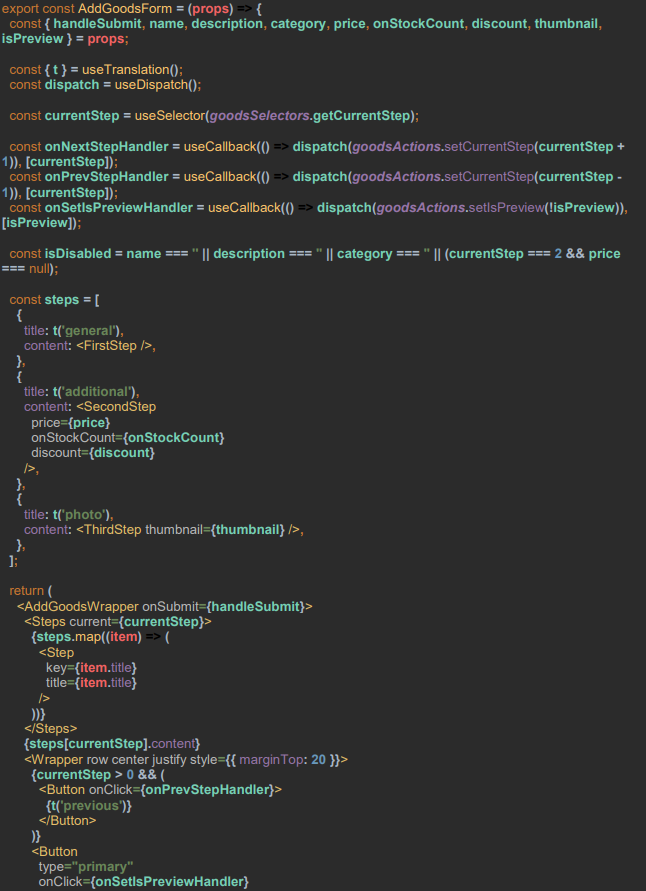 export const AddGoodsForm = (props) => {
const { handleSubmit, name, description, category, price, onStockCount, discount, thumbnail,
isPreview } = props;
const { t } = useTranslation();
const dispatch = useDispatch();
const currentStep = useSelector(goodsSelectors.getCurrentStep);
const onNextStepHandler = useCallback(() => dispatch(goodsActions.setCurrentStep(currentStep +
1)), [currentStep]);
const onPrevStepHandler = useCallback(() => dispatch(goodsActions.setCurrentStep(currentStep -
1)), [currentStep]);
const onSetIsPreviewHandler = useCallback(() => dispatch(goodsActions.setIsPreview(!isPreview)),
[isPreview]);
const isDisabled = name === '' || description === '' || category === '' || (currentStep === 2 && price
=== null);
const steps = [
{
title: t('general'),
content: <FirstStep />,
},
{
title: t('additional'),
content: <SecondStep
price={price}
onStockCount={onStockCount}
discount={discount}
/>,
},
{
title: t('photo'),
content: <ThirdStep thumbnail={thumbnail} />,
},
];
return (
<AddGoodsWrapper onSubmit={handleSubmit}>
<Steps current={currentStep}>
{steps.map((item) => (
<Step
key={item.title}
title={item.title}
/>
))}
</Steps>
{steps[currentStep].content}
<Wrapper row center justify style={{ marginTop: 20 }}>
{currentStep > 0 && (
<Button onClick={onPrevStepHandler}>
{t('previous')}
</Button>
)}
<Button
type="primary"
onClick={onSetIsPreviewHandler}